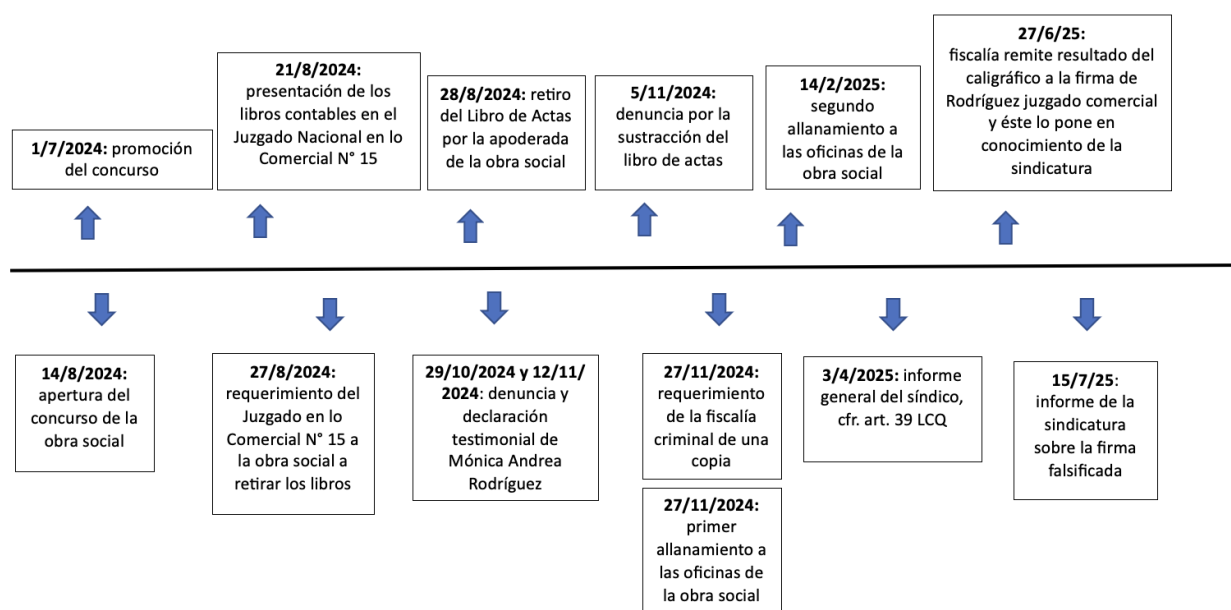 1/7/2024: promoción
del concurso
21/8/2024:
presentación de los
libros contables en el
Juzgado Nacional en lo
Comercial N° 15
28/8/2024: retiro
del Libro de Actas
por la apoderada de
la obra social
5/11/2024:
denuncia por la
sustracción del
libro de actas
14/2/2025:
segundo
allanamiento a
las oficinas de la
obra social
27/6/25:
fiscalía remite resultado del
caligráfico a la firma de
Rodríguez juzgado comercial
y éste lo pone en
conocimiento de la
sindicatura
14/8/2024:
apertura del
concurso de la
obra social
27/8/2024:
requerimiento del
Juzgado en lo
Comercial N° 15 a
la obra social a
retirar los libros
29/10/2024 y 12/11/
2024: denuncia y
declaración
testimonial de
Mónica Andrea
Rodríguez
27/11/2024:
requerimiento
de la fiscalía
criminal de una
copia
27/11/2024:
primer
allanamiento a
las oficinas de
la obra social
3/4/2025: informe
general del síndico,
cfr. art. 39 LCQ
15/7/25:
informe de la
sindicatura
sobre la firma
falsificada